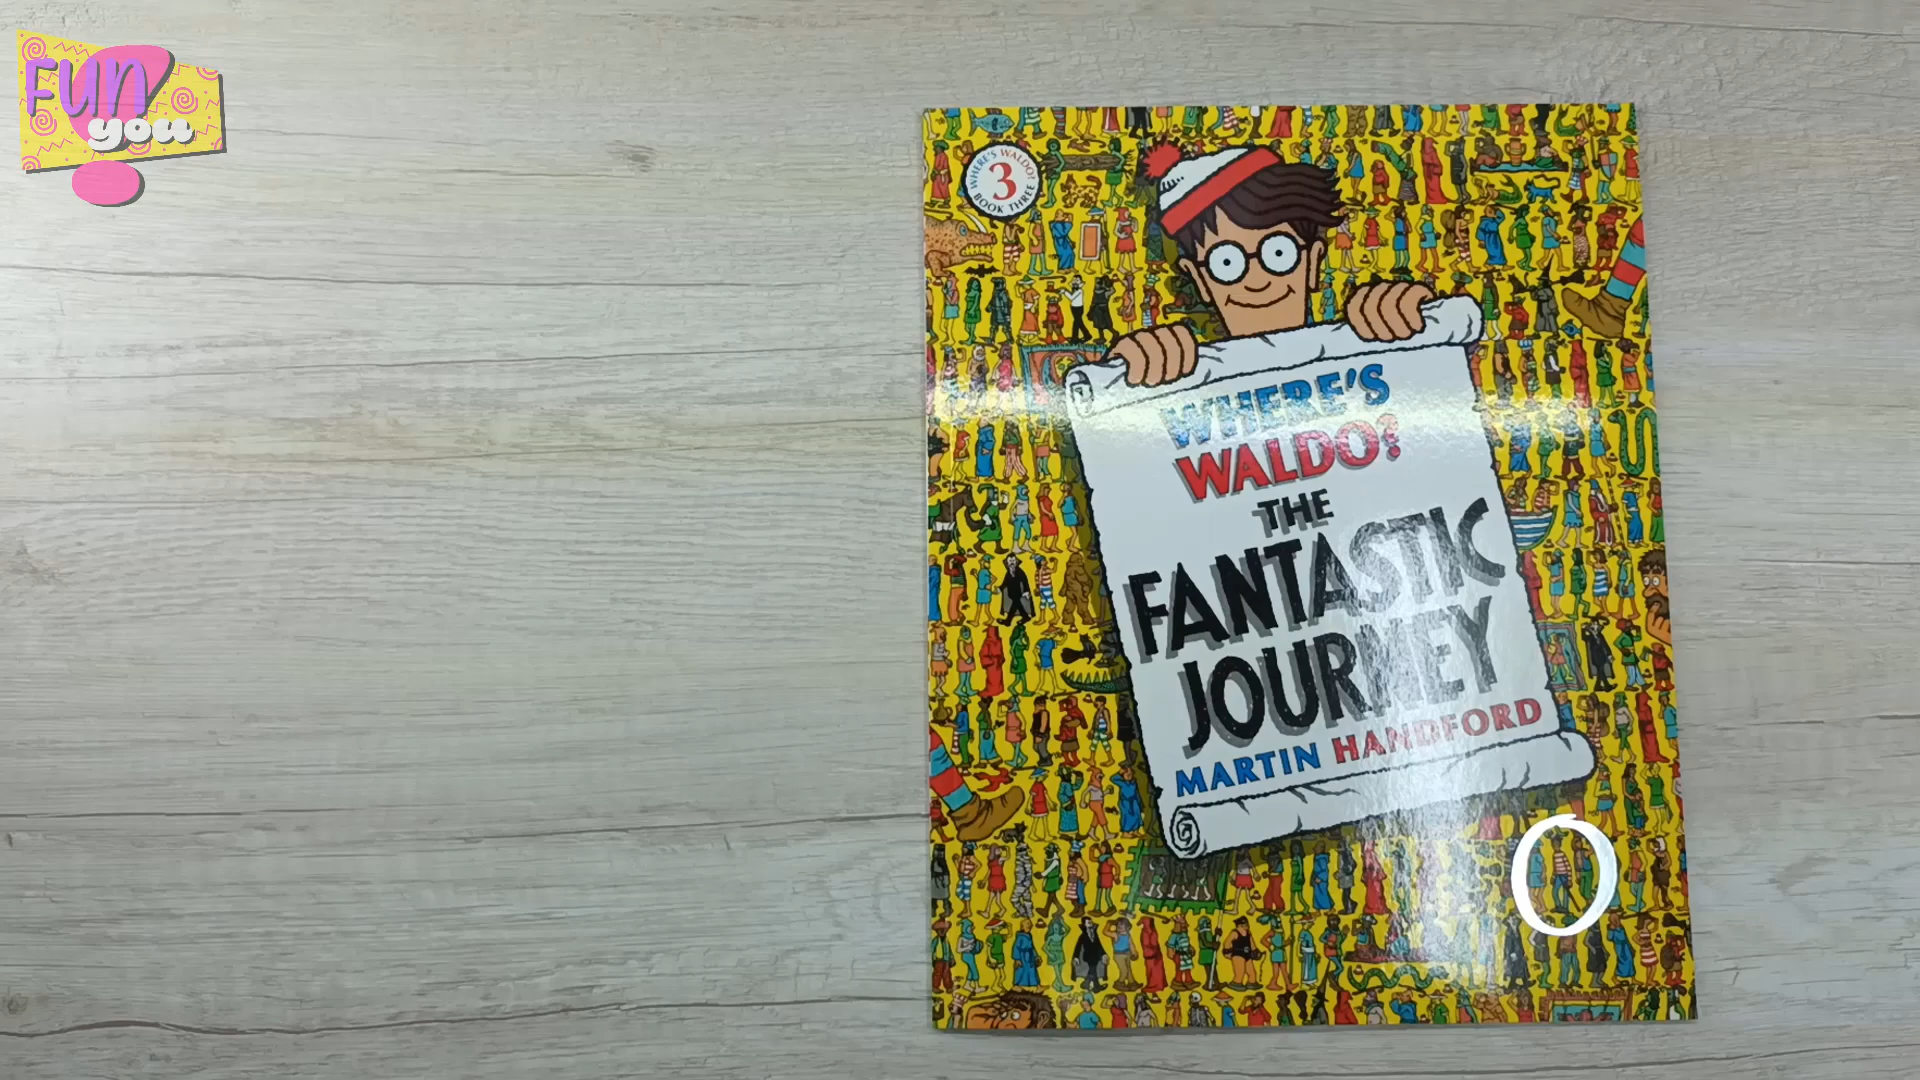 Fun
you
WHERE'S WALDO?
3
BOOK THREE
WHERE'S
WALDO?
THE
FANTASTIC
JOURNEY
MARTIN HANDFORD